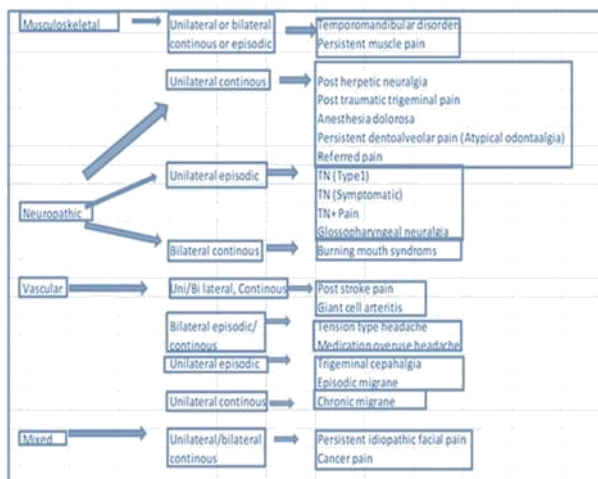 Musculoskeletal
Unilateral or bilateral
continous or episodic
Temporomandibular disorders
Persistent muscle pain
Unilateral continous
Post herpetic neuralgia
Post traumatic trigeminal pain
Anesthesia dolorosa
Persistent dentoalveolar pain (Atypical odontaalgia)
Referred pain
Neuropathic
Unilateral episodic
TN (Type1)
TN (Symptomatic)
TN+ Pain
Glossopharyngeal neuralgia
Bilateral continous
Burning mouth syndroms
Vascular
Uni/Bi lateral, Continous
Post stroke pain
Giant cell arteritis
Bilateral episodic/
continous
Tension type headache
Medication overuse headache
Unilateral episodic
Trigeminal cepahalgia
Episodic migrane
Unilateral continous
Chronic migrane
Mixed
Unilateral/bilateral
continous
Persistent idiopathic facial pain
Cancer pain